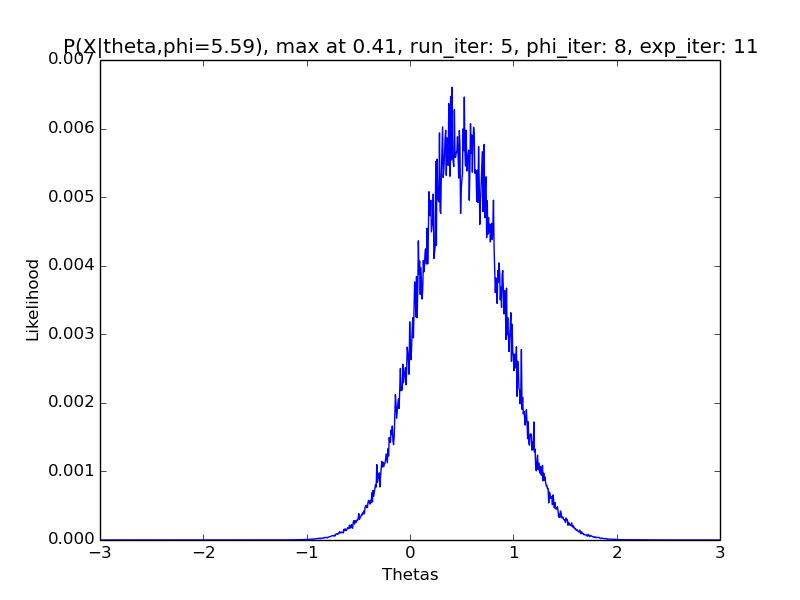 P(X|theta,phi=5.59), max at 0.41, run_iter: 5, phi_iter: 8, exp_iter: 11
0.007
0.006
0.005
0.004
0.003
0.002
0.001
0.000
Likelihood
−3 −2 −1 0 1 2 3
Thetas